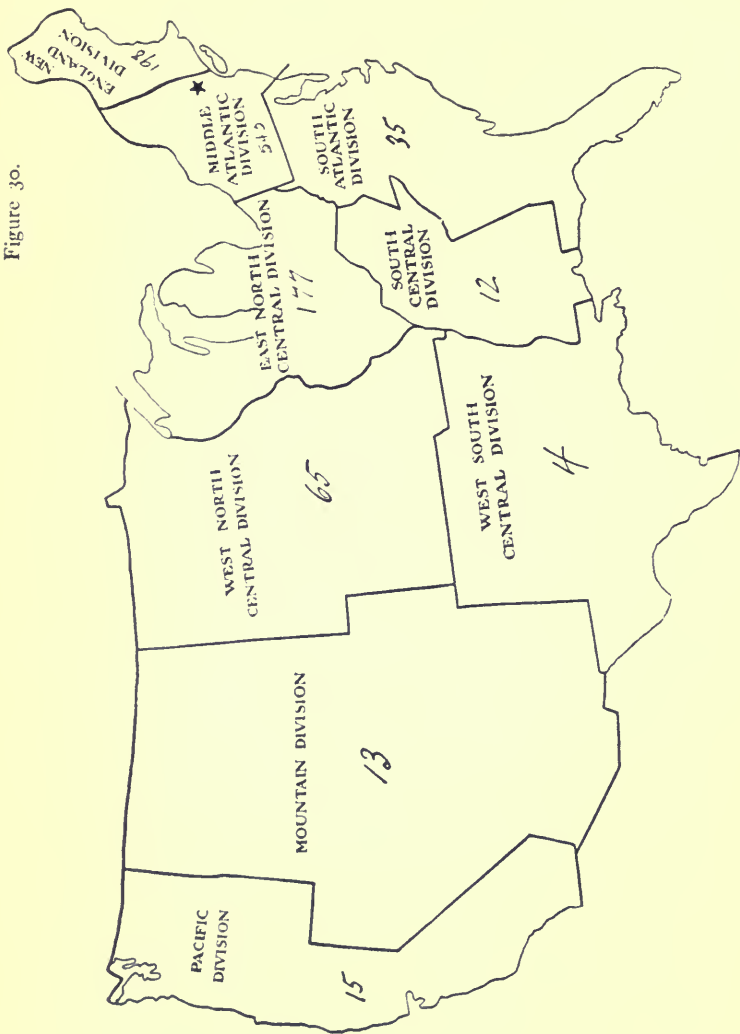 Figure 30.
NEW
ENGLAND
DIVISION
198
MIDDLE
ATLANTIC
DIVISION
SOUTH
ATLANTIC
DIVISION
35
EAST NORTH
CENTRAL DIVISION
177
SOUTH
CENTRAL
DIVISION
12
WEST NORTH
CENTRAL DIVISION
65
WEST SOUTH
CENTRAL DIVISION
4
MOUNTAIN DIVISION
13
PACIFIC
DIVISION
15